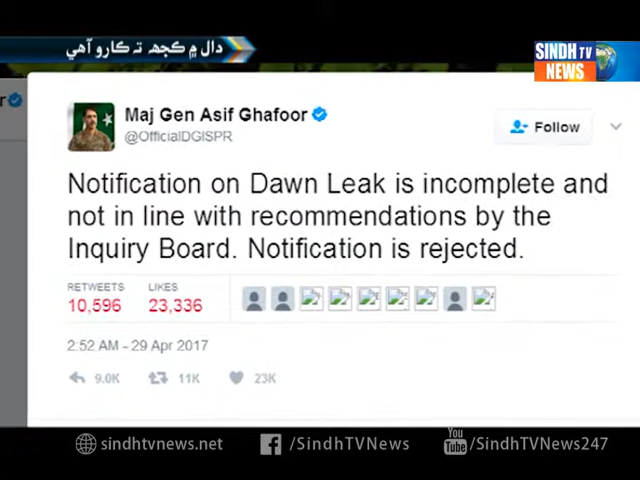 دال ۾ ڪجهہ تہ ڪارو آهي
SINDH TV
NEWS
Maj Gen Asif Ghafoor
@OfficialDGISPR
Follow
Notification on Dawn Leak is incomplete and
not in line with recommendations by the
Inquiry Board. Notification is rejected.
RETWEETS LIKES
10,596 23,336
2:52 AM - 29 Apr 2017
9.0K 11K 23K
sindhtvnews.net /SindhTVNews You Tube /SindhTVNews247